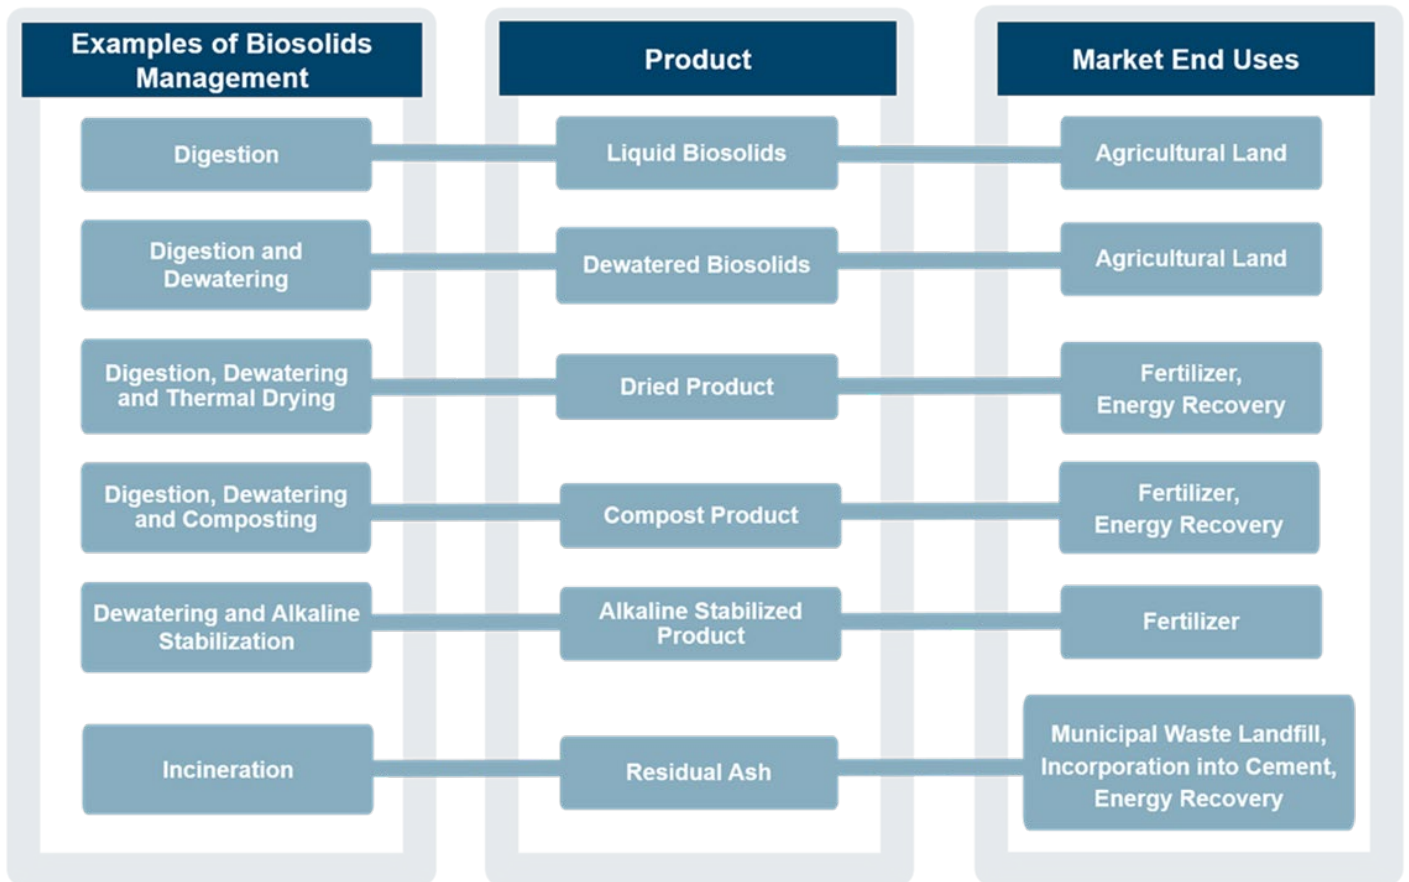 Examples of Biosolids
Management
Product
Market End Uses
Digestion
Liquid Biosolids
Agricultural Land
Digestion and
Dewatering
Dewatered Biosolids
Agricultural Land
Digestion, Dewatering
and Thermal Drying
Dried Product
Fertilizer,
Energy Recovery
Digestion, Dewatering
and Composting
Compost Product
Fertilizer,
Energy Recovery
Dewatering and Alkaline
Stabilization
Alkaline Stabilized
Product
Fertilizer
Incineration
Residual Ash
Municipal Waste Landfill,
Incorporation into Cement,
Energy Recovery